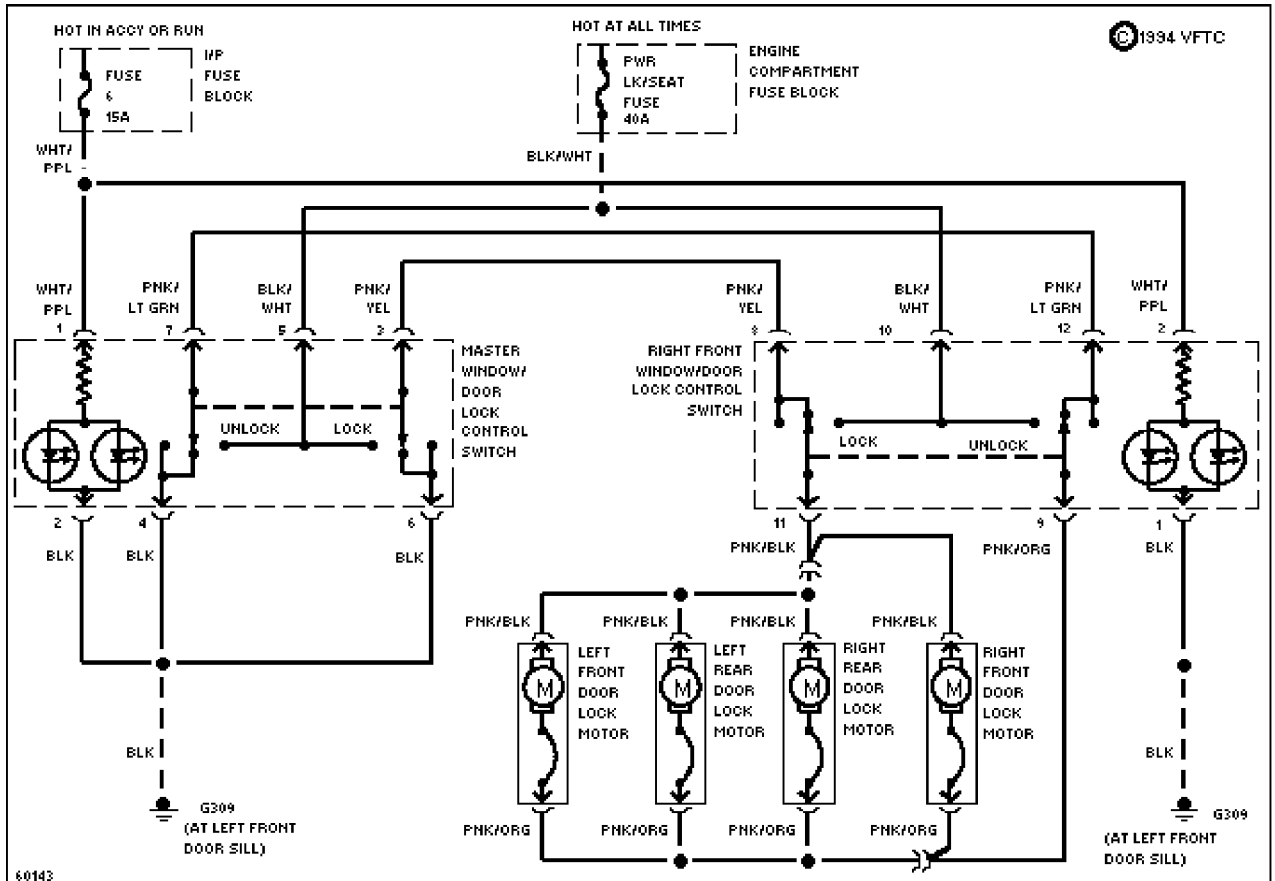 HOT IN ACCY OR RUN
HOT AT ALL TIMES
©1994 VFTC
FUSE
6
15A
I/P
FUSE
BLOCK
PWR
LK/SEAT
FUSE
40A
ENGINE
COMPARTMENT
FUSE BLOCK
WHT/
PPL
BLK/WHT
WHT/
PPL
1
PNK/
LT GRN
7
BLK/
WHT
5
PNK/
YEL
3
PNK/
YEL
8
BLK/
WHT
10
PNK/
LT GRN
12
WHT/
PPL
2
MASTER
WINDOW/
DOOR
LOCK
CONTROL
SWITCH
UNLOCK
LOCK
RIGHT FRONT
WINDOW/DOOR
LOCK CONTROL
SWITCH
LOCK
UNLOCK
2
4
6
11
9
1
BLK
BLK
BLK
PNK/BLK
PNK/ORG
BLK
PNK/BLK
PNK/BLK
PNK/BLK
PNK/BLK
M
LEFT
FRONT
DOOR
LOCK
MOTOR
M
LEFT
REAR
DOOR
LOCK
MOTOR
M
RIGHT
REAR
DOOR
LOCK
MOTOR
M
RIGHT
FRONT
DOOR
LOCK
MOTOR
BLK
BLK
G309
(AT LEFT FRONT
DOOR SILL)
PNK/ORG
PNK/ORG
PNK/ORG
PNK/ORG
G309
(AT LEFT FRONT
DOOR SILL)
60143